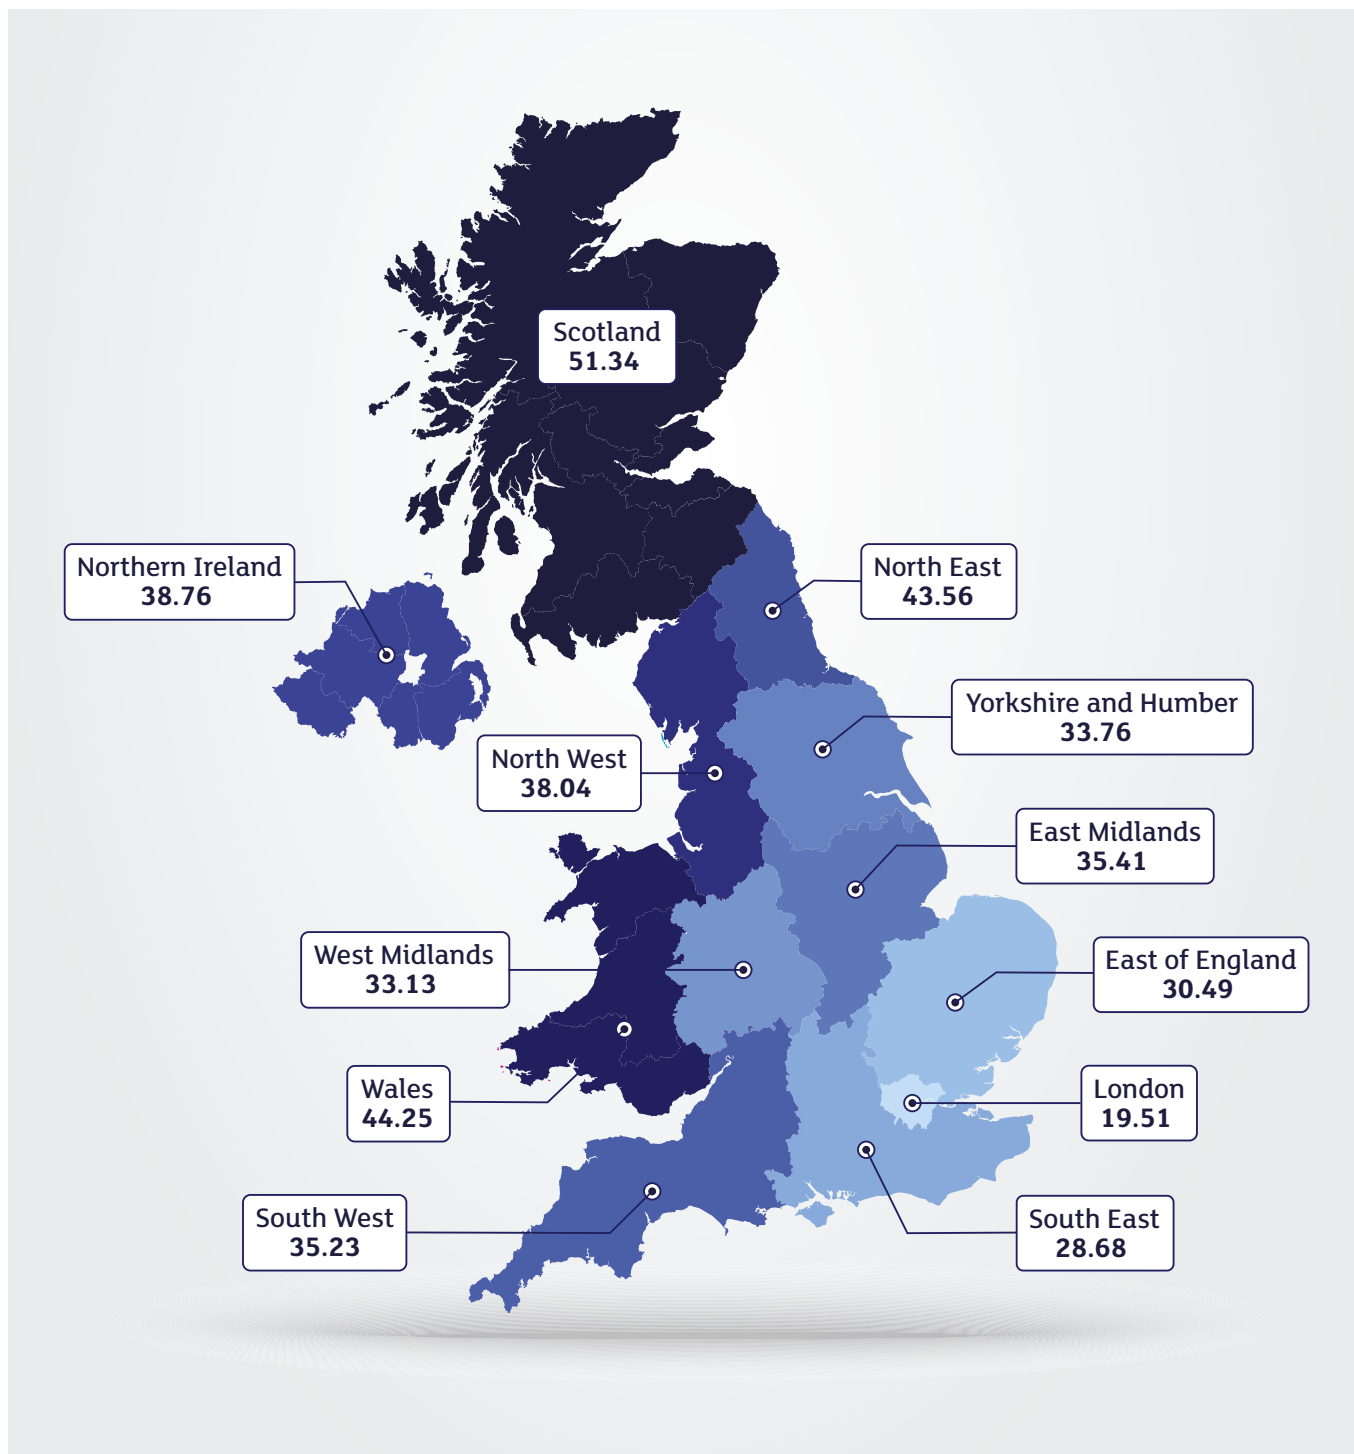 Scotland
51.34
Northern Ireland
38.76
North East
43.56
Yorkshire and Humber
33.76
North West
38.04
East Midlands
35.41
West Midlands
33.13
East of England
30.49
Wales
44.25
London
19.51
South West
35.23
South East
28.68